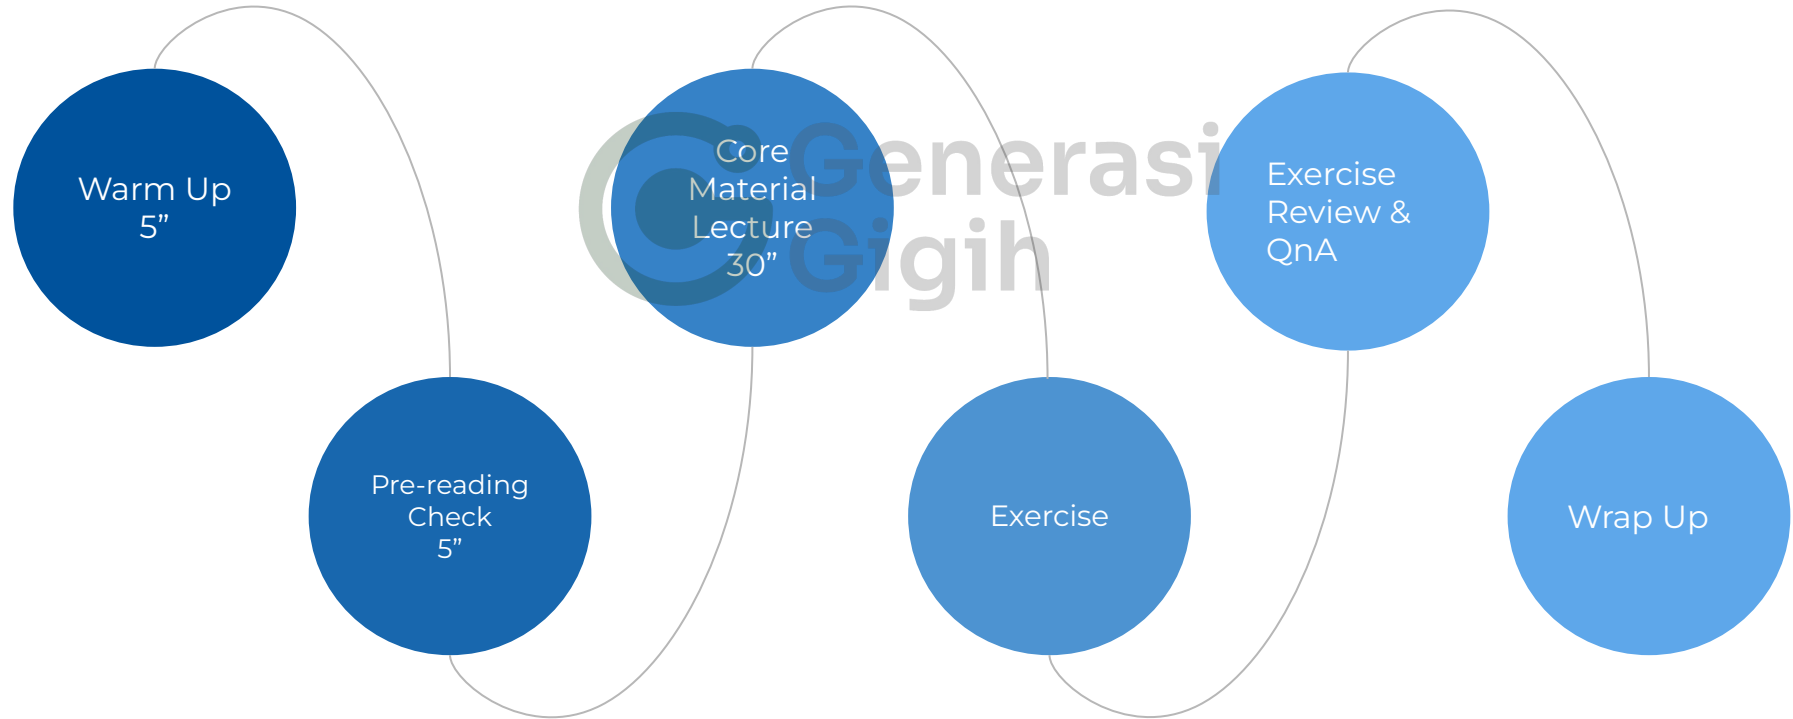 Warm Up
5”
Pre-reading
Check
5”
Core
Material
Lecture
30”
Exercise
Exercise
Review &
QnA
Wrap Up
Generasi
Gigih